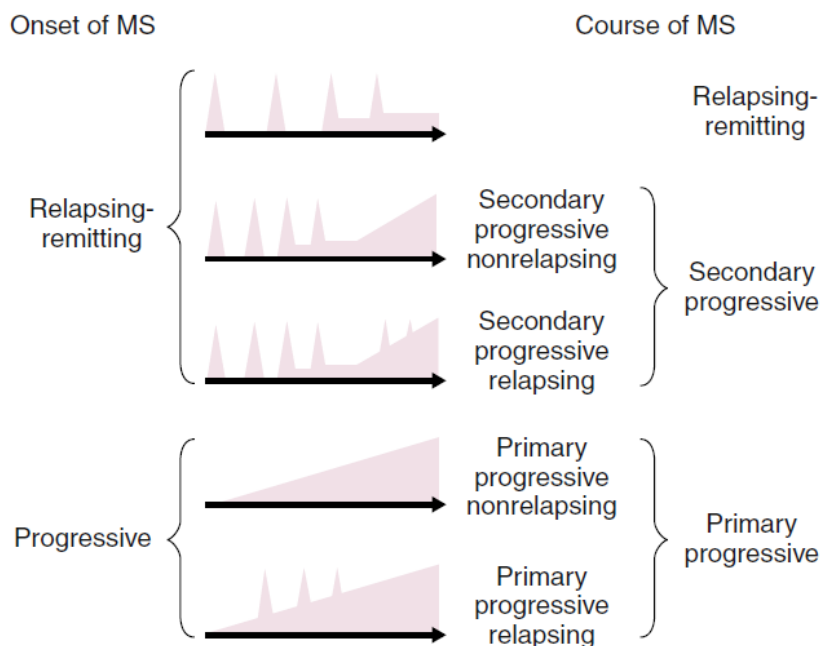 Onset of MS
Course of MS
Relapsing-
remitting
Relapsing-
remitting
Secondary
progressive
nonrelapsing
Secondary
progressive
relapsing
Secondary
progressive
Progressive
Primary
progressive
nonrelapsing
Primary
progressive
relapsing
Primary
progressive